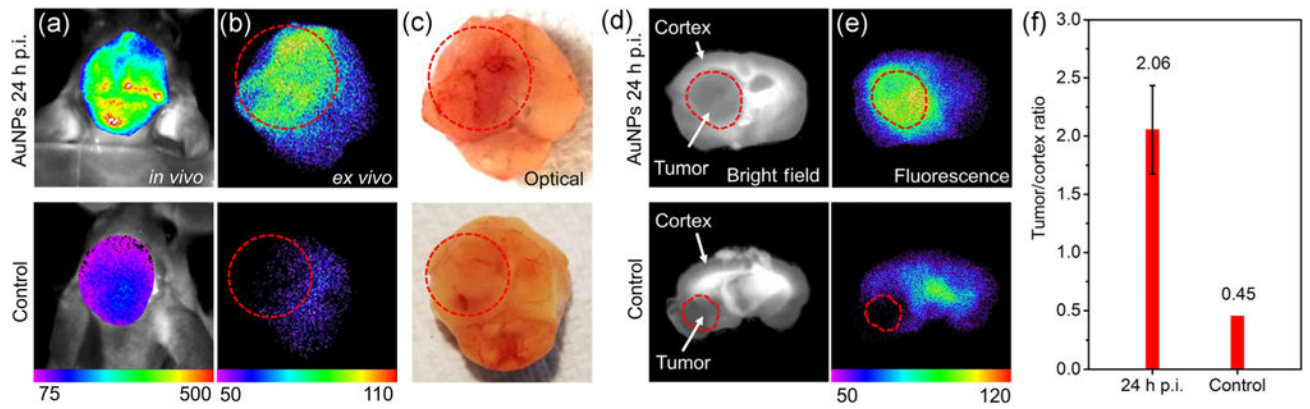 (a)
(b)
(c)
(d)
(e)
(f)
AuNPs 24 h p.i.
in vivo
ex vivo
Optical
AuNPs 24 h p.i.
Cortex
Tumor
Bright field
Fluorescence
Control
75
500
50
110
Control
Cortex
Tumor
50
120
Tumor/cortex ratio
3.0
2.5
2.0
1.5
1.0
0.5
0.0
2.06
0.45
24 h p.i.
Control